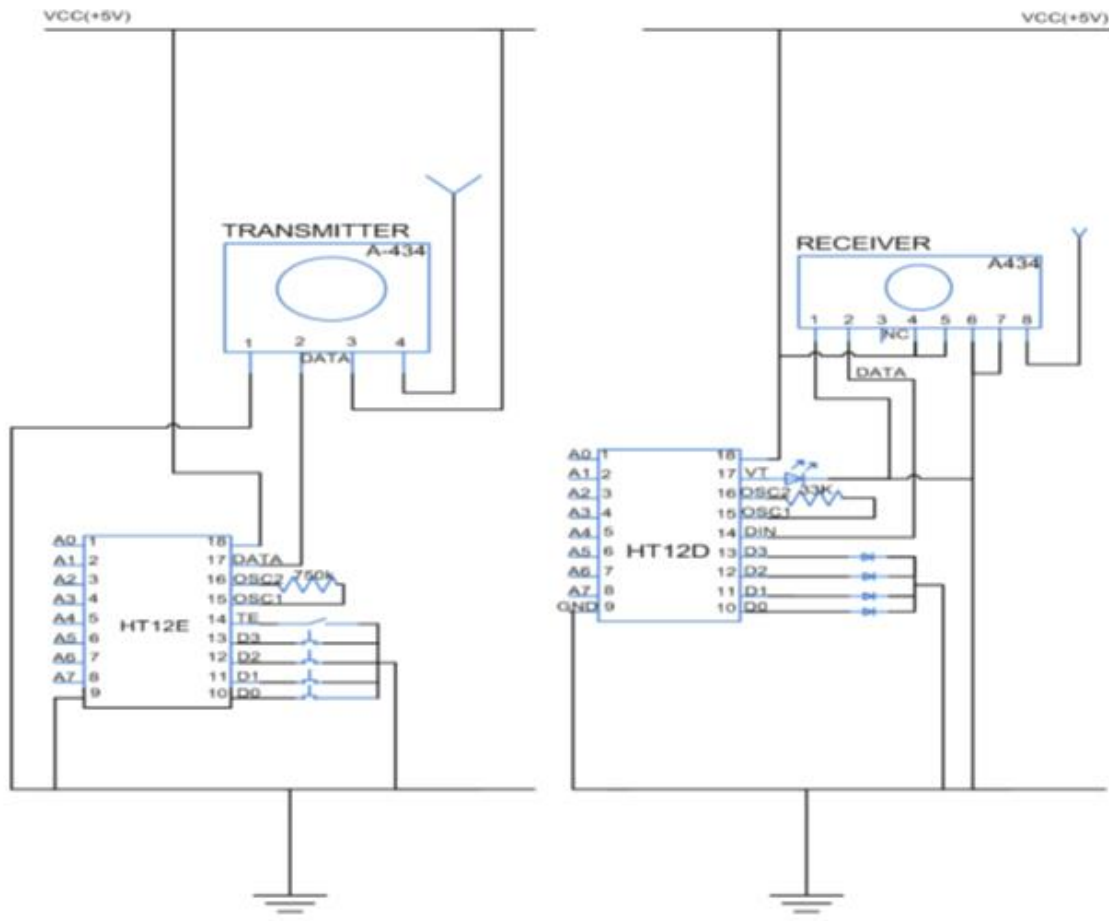 VCC(+5V)
TRANSMITTER
A-434
1 2 3 4
DATA
A0 1 18
A1 2 17 DATA
A2 3 16 OSC2 750k
A3 4 15 OSC1
A4 5 HT12E 14 TE
A5 6 13 D3
A6 7 12 D2
A7 8 11 D1
9 10 D0
VCC(+5V)
RECEIVER
A434
1 2 3 4 5 6 7 8
NC
DATA
A0 1 18
A1 2 17 VT
A2 3 16 OSC2 33K
A3 4 15 OSC1
A4 5 14 DIN
A5 6 HT12D 13 D3
A6 7 12 D2
A7 8 11 D1
GND 9 10 D0